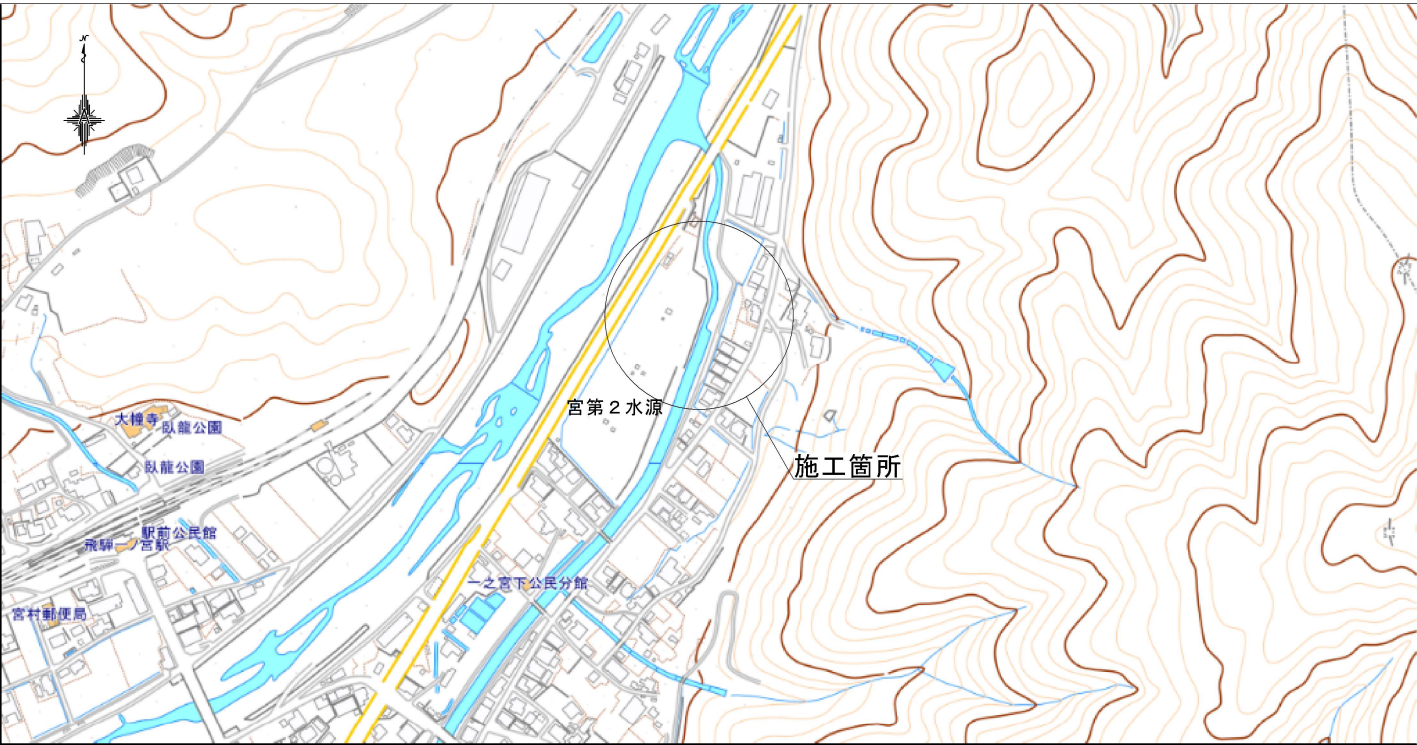 N
宮第２水源
大幢寺
臥龍公園
臥龍公園
施工箇所
駅前公民館
飛騨一ノ宮駅
一之宮下公民分館
宮村郵便局